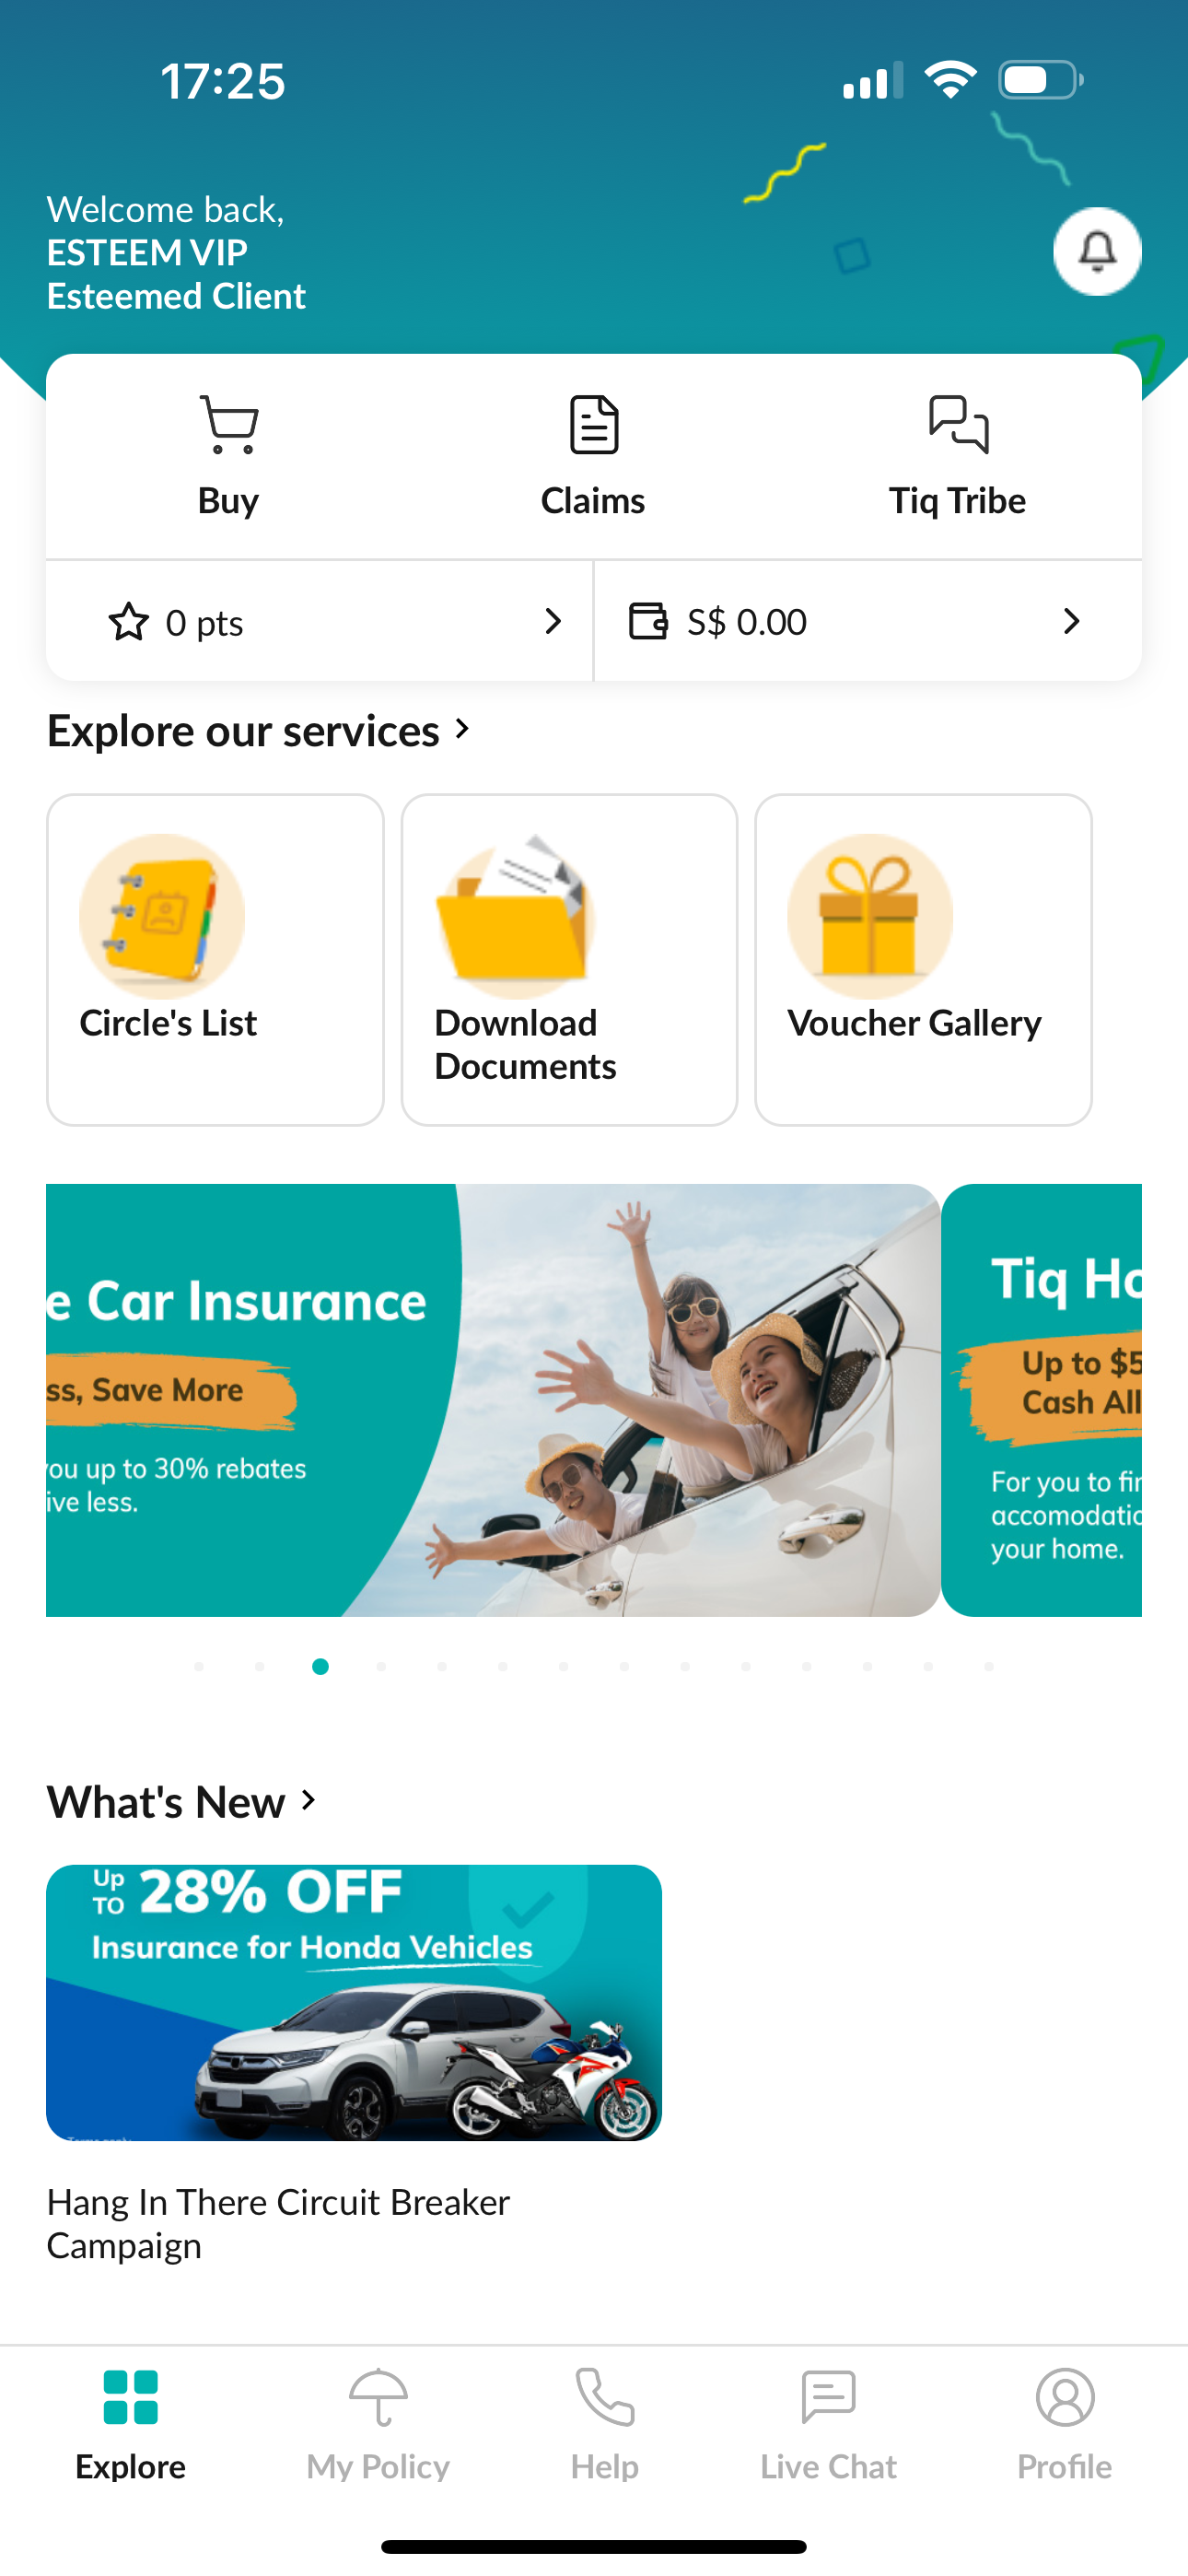 17:25
Welcome back,
ESTEEM VIP
Esteemed Client
Buy
Claims
Tiq Tribe
0 pts
S$ 0.00
Explore our services
Circle's List
Download
Documents
Voucher Gallery
e Car Insurance
ss, Save More
you up to 30% rebates
ive less.
Tiq Ho
Up to $5
Cash All
For you to fir
accomodatic
your home.
What's New
Up
TO
28% OFF
Insurance for Honda Vehicles
Hang In There Circuit Breaker
Campaign
Explore
My Policy
Help
Live Chat
Profile